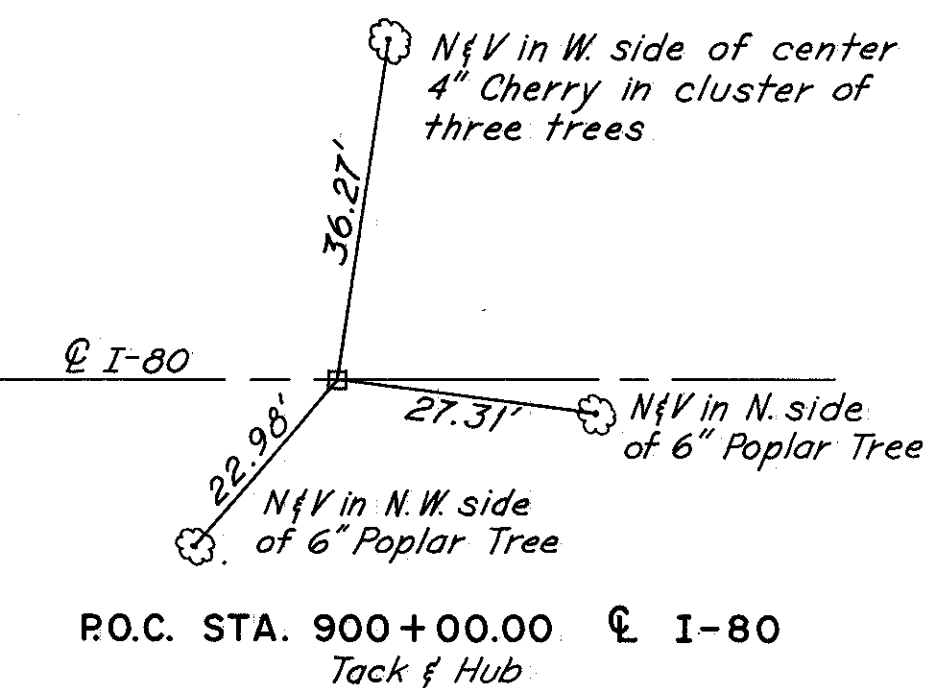 N & V in W. side of center
4" Cherry in cluster of
three trees
36.27'
℄ I-80
27.31'
N & V in N. side
of 6" Poplar Tree
22.98'
N & V in N.W. side
of 6" Poplar Tree
P.O.C. STA. 900+00.00 ℄ I-80
Tack & Hub